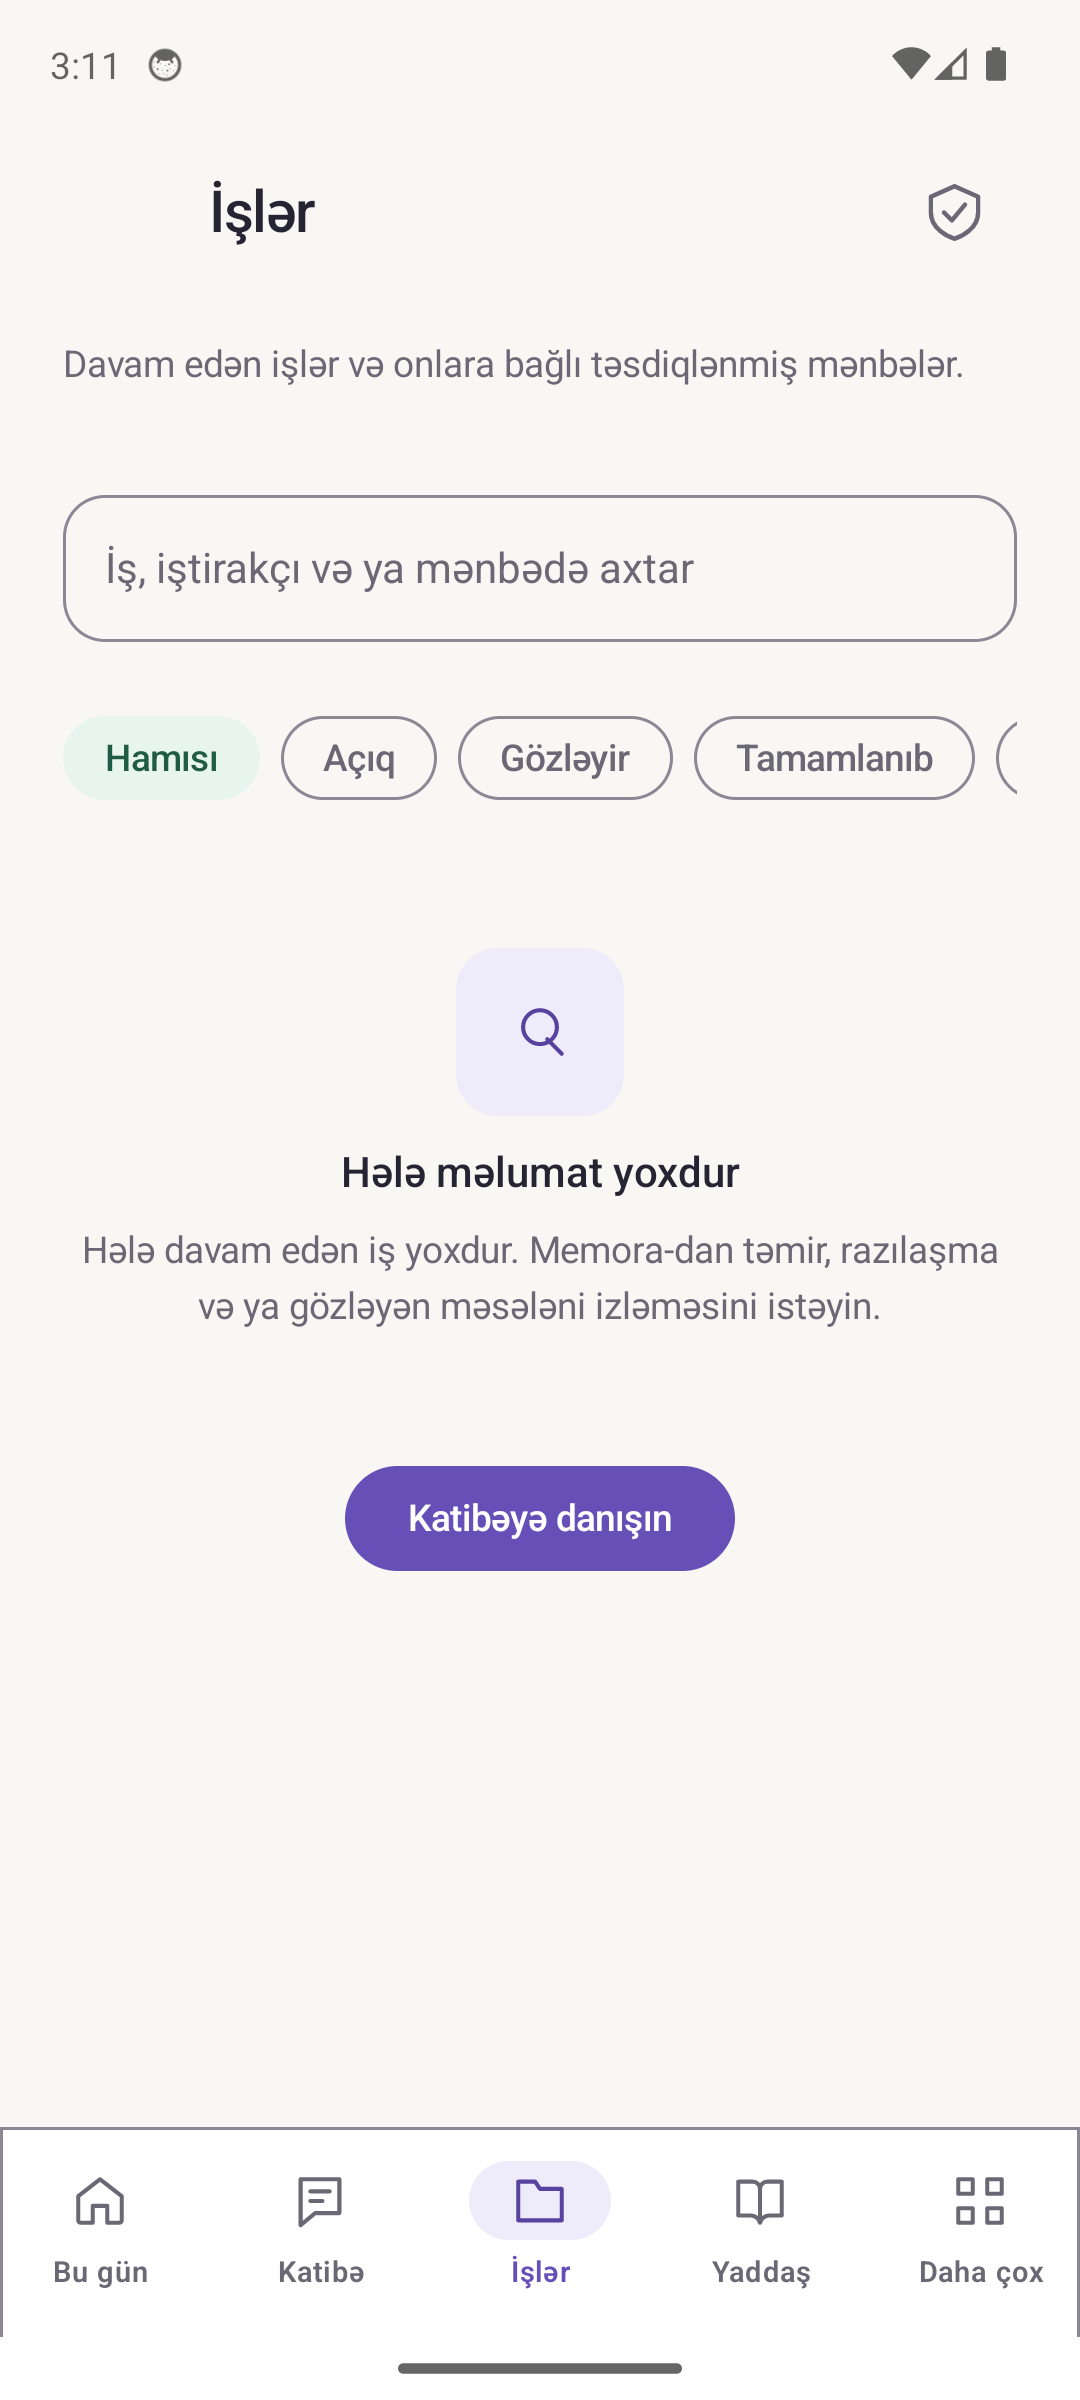 3:11
İşlər
Davam edən işlər və onlara bağlı təsdiqlənmiş mənbələr.
İş, iştirakçı və ya mənbədə axtar
Hamısı Açıq Gözləyir Tamamlanıb
Hələ məlumat yoxdur
Hələ davam edən iş yoxdur. Memora-dan təmir, razılaşma
və ya gözləyən məsələni izləməsini istəyin.
Katibəyə danışın
Bu gün Katibə İşlər Yaddaş Daha çox